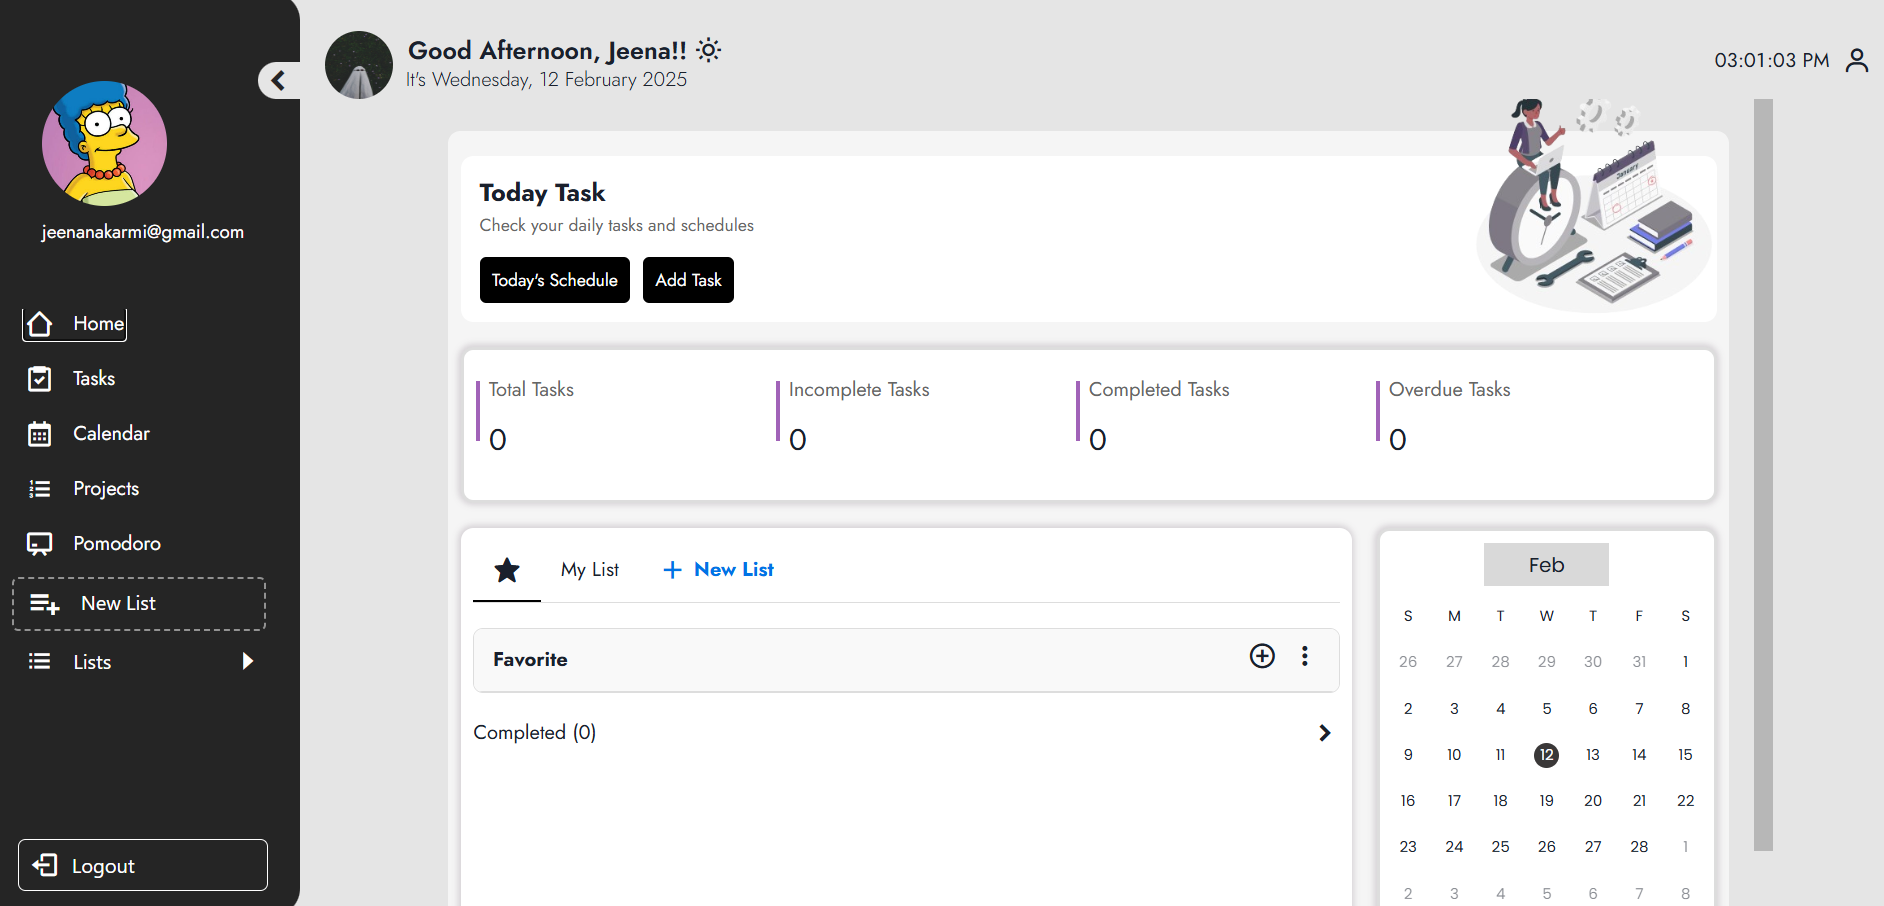 jeenanakarmi@gmail.com
Home
Tasks
Calendar
Projects
Pomodoro
New List
Lists
Logout
Good Afternoon, Jeena!!
It's Wednesday, 12 February 2025
03:01:03 PM
Today Task
Check your daily tasks and schedules
Today's Schedule Add Task
January
Total Tasks Incomplete Tasks Completed Tasks Overdue Tasks
0 0 0 0
My List + New List
Favorite
Completed (0)
Feb
S M T W T F S
26 27 28 29 30 31 1
2 3 4 5 6 7 8
9 10 11 12 13 14 15
16 17 18 19 20 21 22
23 24 25 26 27 28 1
2 3 4 5 6 7 8